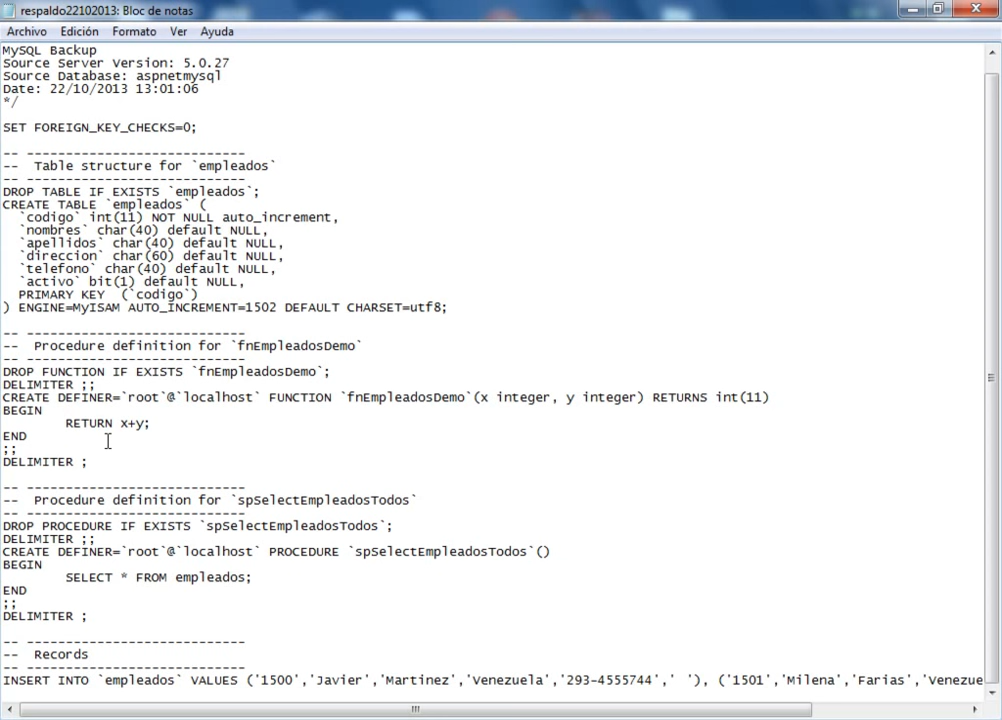 respaldo22102013: Bloc de notas
Archivo Edición Formato Ver Ayuda
MySQL Backup
Source Server Version: 5.0.27
Source Database: aspnetmysql
Date: 22/10/2013 13:01:06
*/
SET FOREIGN_KEY_CHECKS=0;
-- ----------------------------
--  Table structure for `empleados`
-- ----------------------------
DROP TABLE IF EXISTS `empleados`;
CREATE TABLE `empleados` (
  `codigo` int(11) NOT NULL auto_increment,
  `nombres` char(40) default NULL,
  `apellidos` char(40) default NULL,
  `direccion` char(60) default NULL,
  `telefono` char(40) default NULL,
  `activo` bit(1) default NULL,
  PRIMARY KEY  (`codigo`)
) ENGINE=MyISAM AUTO_INCREMENT=1502 DEFAULT CHARSET=utf8;
-- ----------------------------
--  Procedure definition for `fnEmpleadosDemo`
-- ----------------------------
DROP FUNCTION IF EXISTS `fnEmpleadosDemo`;
DELIMITER ;;
CREATE DEFINER=`root`@`localhost` FUNCTION `fnEmpleadosDemo`(x integer, y integer) RETURNS int(11)
BEGIN
        RETURN x+y;
END
;;
DELIMITER ;
-- ----------------------------
--  Procedure definition for `spSelectEmpleadosTodos`
-- ----------------------------
DROP PROCEDURE IF EXISTS `spSelectEmpleadosTodos`;
DELIMITER ;;
CREATE DEFINER=`root`@`localhost` PROCEDURE `spSelectEmpleadosTodos`()
BEGIN
        SELECT * FROM empleados;
END
;;
DELIMITER ;
-- ----------------------------
--  Records
-- ----------------------------
INSERT INTO `empleados` VALUES ('1500','Javier','Martinez','Venezuela','293-4555744',' '), ('1501','Milena','Farias','Venezue